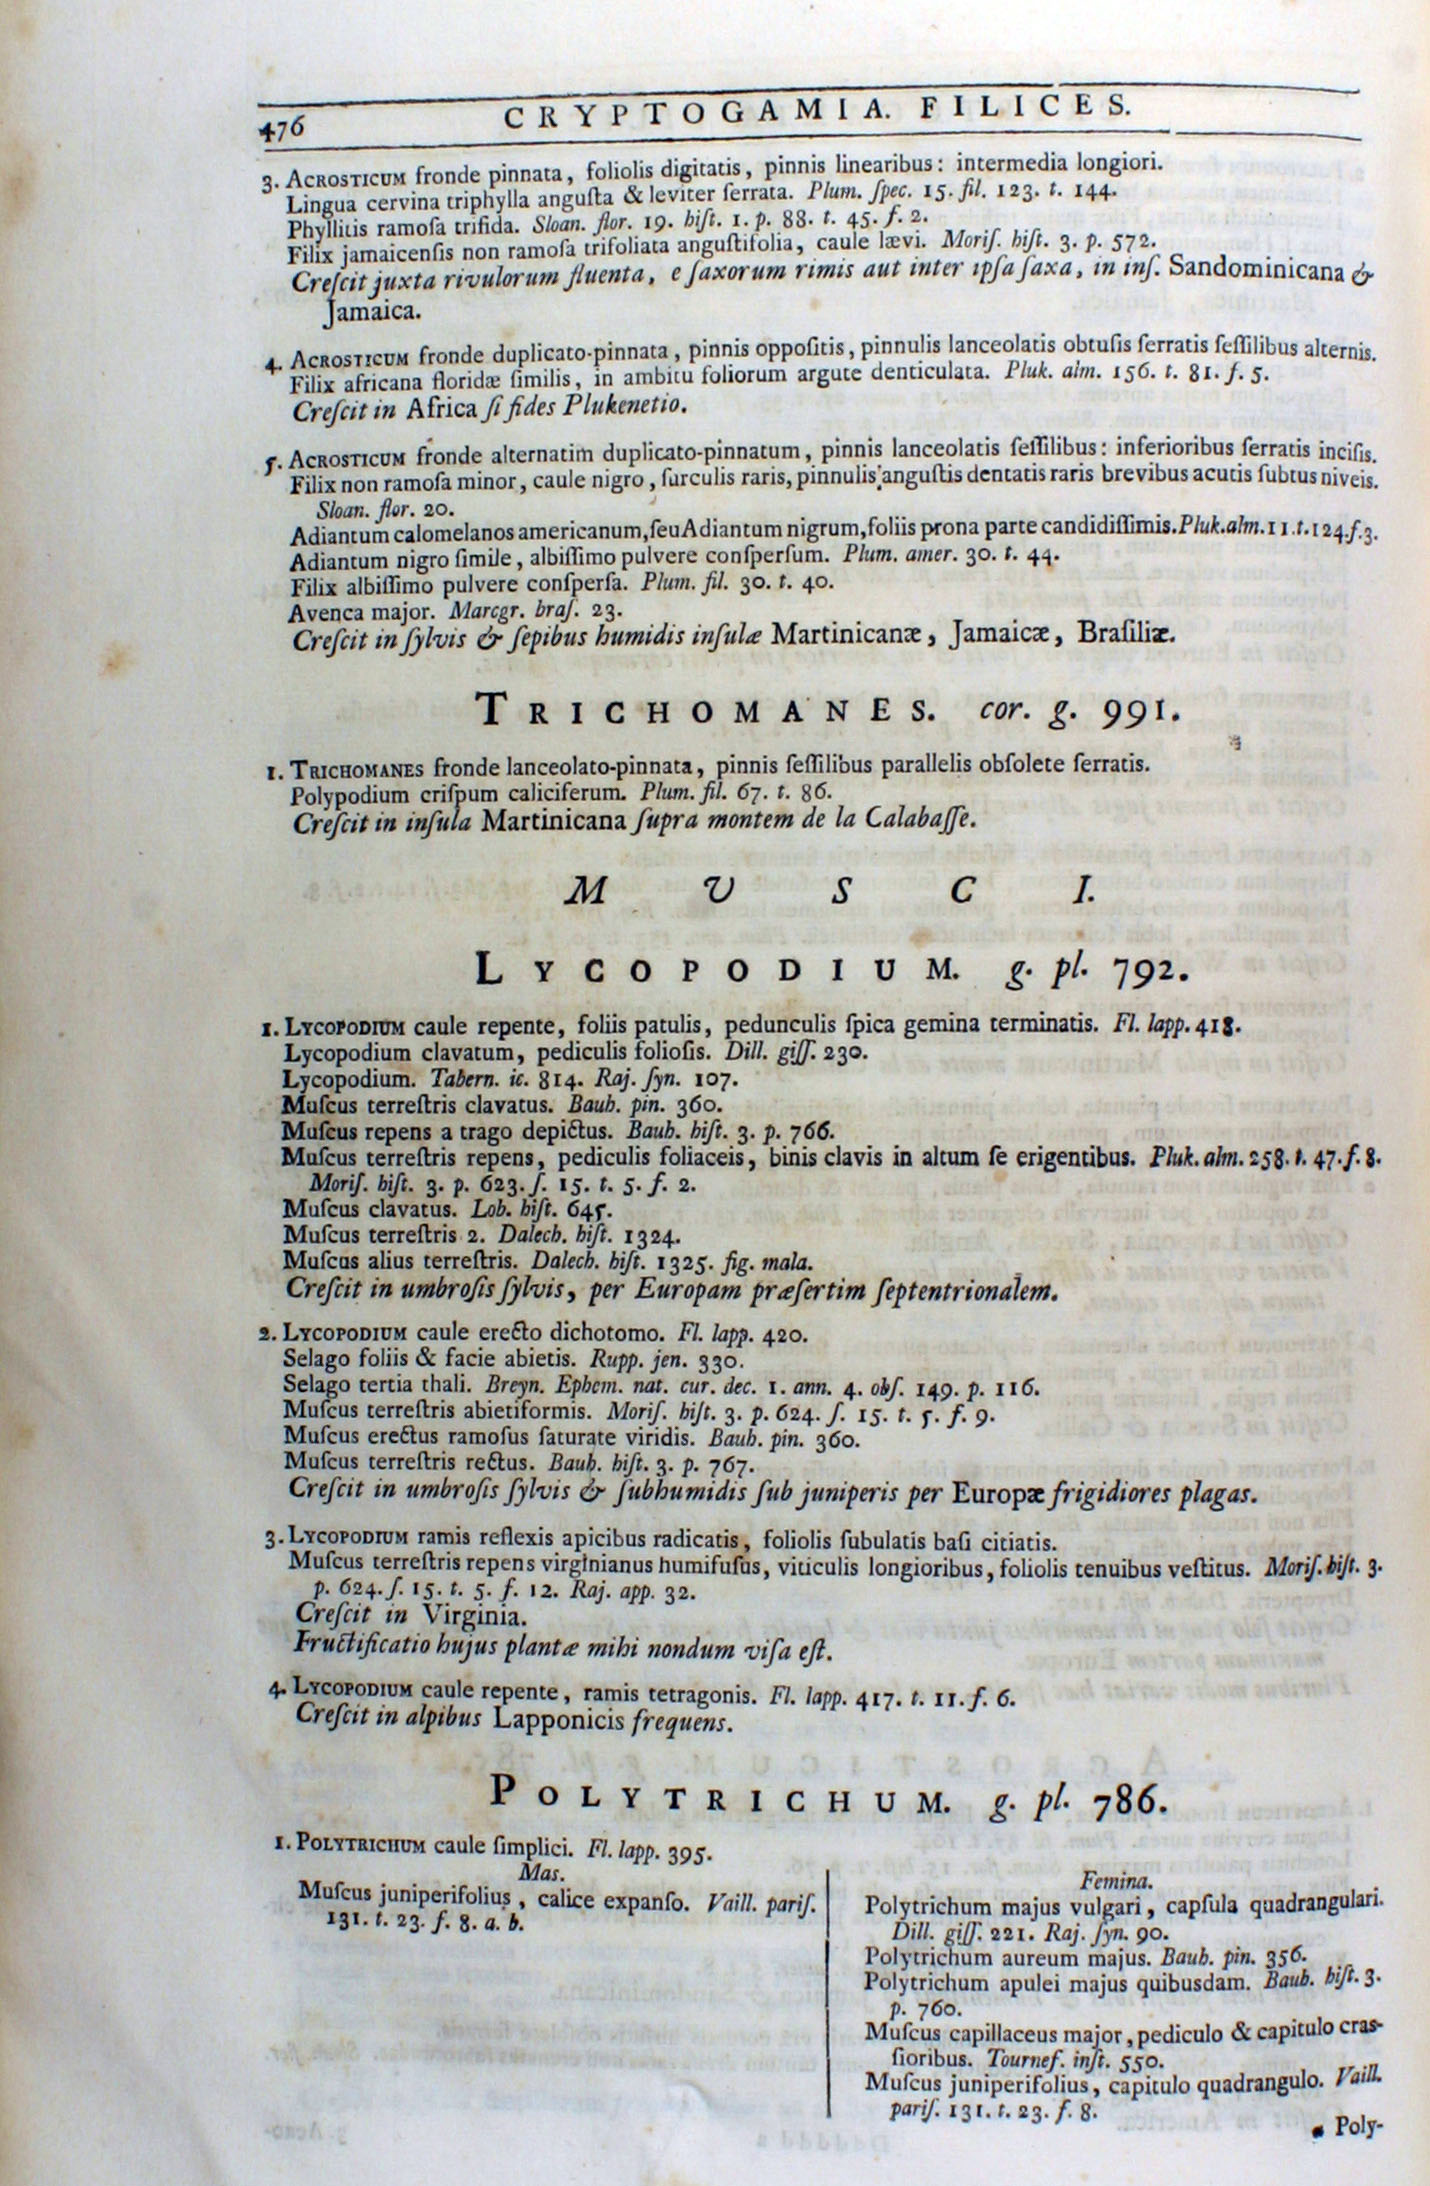 476
CRYPTOGAMIA. FILICES.
3. ACROSTICUM fronde pinnata, foliolis digitatis, pinnis linearibus: intermedia longiori.
Lingua cervina triphylla anguſta & leviter ſerrata. Plum. ſpec. 15. fil. 123. t. 144.
Phyllitis ramoſa trifida. Sloan. flor. 19. hiſt. 1. p. 88. t. 45. f. 2.
Filix jamaicenſis non ramoſa trifoliata anguſtifolia, caule lævi. Moriſ. hiſt. 3. p. 572.
Creſcit juxta rivulorum fluenta, e ſaxorum rimis aut inter ipſa ſaxa, in inſ. Sandominicana &
Jamaica.
4. ACROSTICUM fronde duplicato-pinnata, pinnis oppoſitis, pinnulis lanceolatis obtuſis ſerratis ſeſſilibus alternis.
Filix africana floridæ ſimilis, in ambitu foliorum argute denticulata. Pluk. alm. 156. t. 81. f. 5.
Creſcit in Africa ſi fides Plukenetio.
5. ACROSTICUM fronde alternatim duplicato-pinnatum, pinnis lanceolatis ſeſſilibus: inferioribus ſerratis inciſis.
Filix non ramoſa minor, caule nigro, ſurculis raris, pinnulis anguſtis dentatis raris brevibus acutis ſubtus niveis.
Sloan. flor. 20.
Adiantum calomelanos americanum, ſeu Adiantum nigrum, foliis prona parte candidiſſimis. Pluk. alm. 11. t. 124. f. 3.
Adiantum nigro ſimile, albiſſimo pulvere conſperſum. Plum. amer. 30. t. 44.
Filix albiſſimo pulvere conſperſa. Plum. fil. 30. t. 40.
Avenca major. Marcgr. braſ. 23.
Creſcit in ſylvis & ſepibus humidis inſulæ Martinicanæ, Jamaicæ, Braſiliæ.
TRICHOMANES. cor. g. 991.
1. TRICHOMANES fronde lanceolato-pinnata, pinnis ſeſſilibus parallelis obſolete ſerratis.
Polypodium criſpum caliciferum. Plum. fil. 67. t. 86.
Creſcit in inſula Martinicana ſupra montem de la Calabaſſe.
MUSCI.
LYCOPODIUM. g. pl. 792.
1. LYCOPODIUM caule repente, foliis patulis, pedunculis ſpica gemina terminatis. Fl. lapp. 418.
Lycopodium clavatum, pediculis folioſis. Dill. giſſ. 230.
Lycopodium. Tabern. ic. 814. Raj. ſyn. 107.
Muſcus terreſtris clavatus. Bauh. pin. 360.
Muſcus repens a trago depictus. Bauh. hiſt. 3. p. 766.
Muſcus terreſtris repens, pediculis foliaceis, binis clavis in altum ſe erigentibus. Pluk. alm. 258. t. 47. f. 8.
Moriſ. hiſt. 3. p. 623. ſ. 15. t. 5. f. 2.
Muſcus clavatus. Lob. hiſt. 645.
Muſcus terreſtris 2. Dalech. hiſt. 1324.
Muſcus alius terreſtris. Dalech. hiſt. 1325. fig. mala.
Creſcit in umbroſis ſylvis, per Europam præſertim ſeptentrionalem.
2. LYCOPODIUM caule erecto dichotomo. Fl. lapp. 420.
Selago foliis & facie abietis. Rupp. jen. 330.
Selago tertia thali. Breyn. Ephem. nat. cur. dec. 1. ann. 4. obſ. 149. p. 116.
Muſcus terreſtris abietiformis. Moriſ. hiſt. 3. p. 624. ſ. 15. t. 5. f. 9.
Muſcus erectus ramoſus ſaturate viridis. Bauh. pin. 360.
Muſcus terreſtris rectus. Bauh. hiſt. 3. p. 767.
Creſcit in umbroſis ſylvis & ſubhumidis ſub juniperis per Europæ frigidiores plagas.
3. LYCOPODIUM ramis reflexis apicibus radicatis, foliolis ſubulatis baſi citiatis.
Muſcus terreſtris repens virginianus humifuſus, viticulis longioribus, foliolis tenuibus veſtitus. Moriſ. hiſt. 3.
p. 624. ſ. 15. t. 5. f. 12. Raj. app. 32.
Creſcit in Virginia.
Fructificatio hujus plantæ mihi nondum viſa eſt.
4. LYCOPODIUM caule repente, ramis tetragonis. Fl. lapp. 417. t. 11. f. 6.
Creſcit in alpibus Lapponicis frequens.
POLYTRICHUM. g. pl. 786.
1. POLYTRICHUM caule ſimplici. Fl. lapp. 395.
Mas.
Muſcus juniperifolius, calice expanſo. Vaill. pariſ.
131. t. 23. f. 8. a. b.
Femina.
Polytrichum majus vulgari, capſula quadrangulari.
Dill. giſſ. 221. Raj. ſyn. 90.
Polytrichum aureum majus. Bauh. pin. 356.
Polytrichum apulei majus quibusdam. Bauh. hiſt. 3.
p. 760.
Muſcus capillaceus major, pediculo & capitulo craſ-
ſioribus. Tournef. inſt. 550.
Muſcus juniperifolius, capitulo quadrangulo. Vaill.
pariſ. 131. t. 23. f. 8.
Poly-